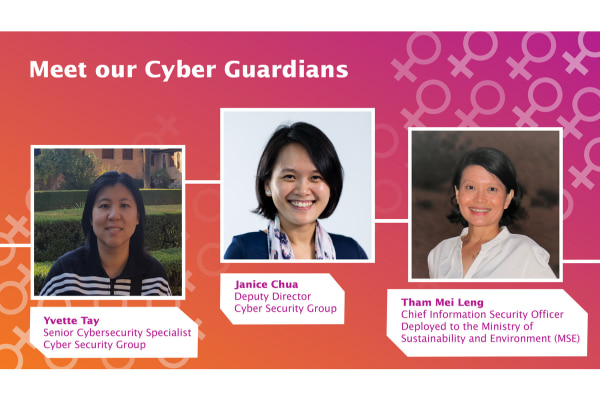 Meet our Cyber Guardians
Yvette Tay
Senior Cybersecurity Specialist
Cyber Security Group
Janice Chua
Deputy Director
Cyber Security Group
Tham Mei Leng
Chief Information Security Officer
Deployed to the Ministry of
Sustainability and Environment (MSE)